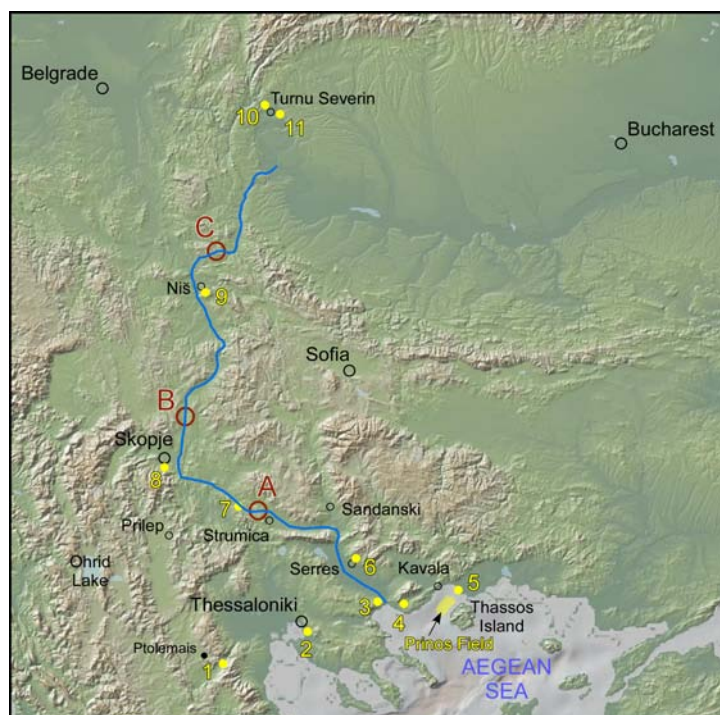 Belgrade
Turnu Severin
10
11
Bucharest
C
Niš
9
Sofia
B
Skopje
8
A
7
Sandanski
Strumica
Prilep
Ohrid
Lake
Serres
6
Kavala
5
3
4
Thessaloniki
Thassos
Island
2
Prinos Field
Ptolemais
1
AEGEAN
SEA